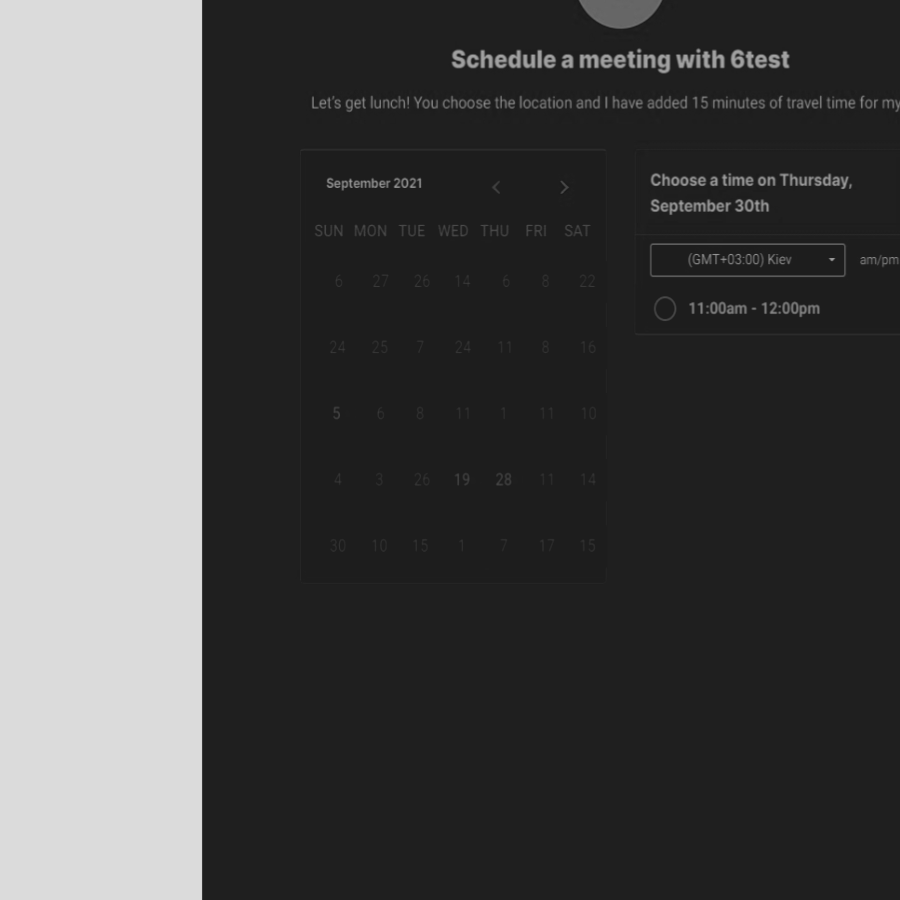 Schedule a meeting with 6test
Let's get lunch! You choose the location and I have added 15 minutes of travel time for my
September 2021
SUN MON TUE WED THU FRI SAT
6 27 26 14 6 8 22
24 25 7 24 11 8 16
5 6 8 11 1 11 10
4 3 26 19 28 11 14
30 10 15 1 7 17 15
Choose a time on Thursday,
September 30th
(GMT+03:00) Kiev am/pm
11:00am - 12:00pm